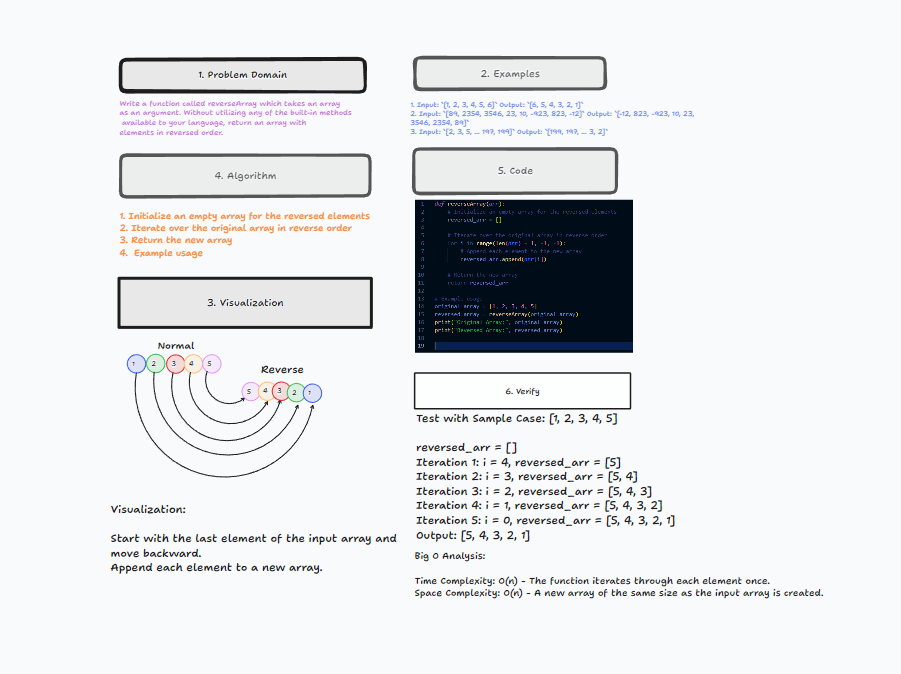 1. Problem Domain
Write a function called reverseArray which takes an array
as an argument. Without utilizing any of the built-in methods
available to your language, return an array with
elements in reversed order.
2. Examples
1. Input: `[1, 2, 3, 4, 5, 6]` Output: `[6, 5, 4, 3, 2, 1]`
2. Input: `[89, 2354, 3546, 23, 10, -923, 823, -12]` Output: `[-12, 823, -923, 10, 23,
3546, 2354, 89]`
3. Input: `[2, 3, 5, ... 197, 199]` Output: `[199, 197, ... 3, 2]`
4. Algorithm
1. Initialize an empty array for the reversed elements
2. Iterate over the original array in reverse order
3. Return the new array
4. Example usage
5. Code
1 def reverseArray(arr):
2 # Initialize an empty array for the reversed elements
3 reversed_arr = []
4
5 # Iterate over the original array in reverse order
6 for i in range(len(arr) - 1, -1, -1):
7 # Append each element to the new array
8 reversed_arr.append(arr[i])
9
10 # Return the new array
11 return reversed_arr
12
13 # Example usage
14 original_array = [1, 2, 3, 4, 5]
15 reversed_array = reverseArray(original_array)
16 print("Original Array:", original_array)
17 print("Reversed Array:", reversed_array)
18
19
3. Visualization
Normal
1 2 3 4 5
Reverse
5 4 3 2 1
Visualization:
Start with the last element of the input array and
move backward.
Append each element to a new array.
6. Verify
Test with Sample Case: [1, 2, 3, 4, 5]
reversed_arr = []
Iteration 1: i = 4, reversed_arr = [5]
Iteration 2: i = 3, reversed_arr = [5, 4]
Iteration 3: i = 2, reversed_arr = [5, 4, 3]
Iteration 4: i = 1, reversed_arr = [5, 4, 3, 2]
Iteration 5: i = 0, reversed_arr = [5, 4, 3, 2, 1]
Output: [5, 4, 3, 2, 1]
Big O Analysis:
Time Complexity: O(n) - The function iterates through each element once.
Space Complexity: O(n) - A new array of the same size as the input array is created.